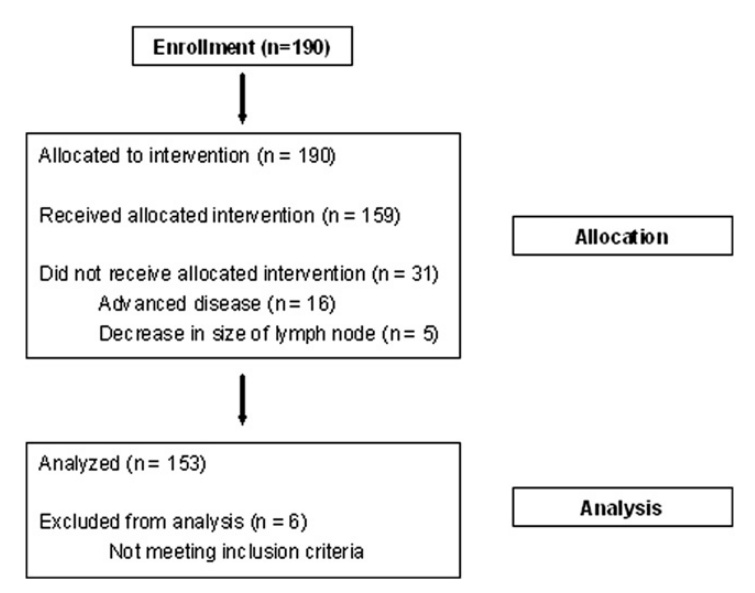 Enrollment (n=190)
Allocated to intervention (n = 190)
Received allocated intervention (n = 159)
Allocation
Did not receive allocated intervention (n = 31)
Advanced disease (n = 16)
Decrease in size of lymph node (n = 5)
Analyzed (n = 153)
Analysis
Excluded from analysis (n = 6)
Not meeting inclusion criteria